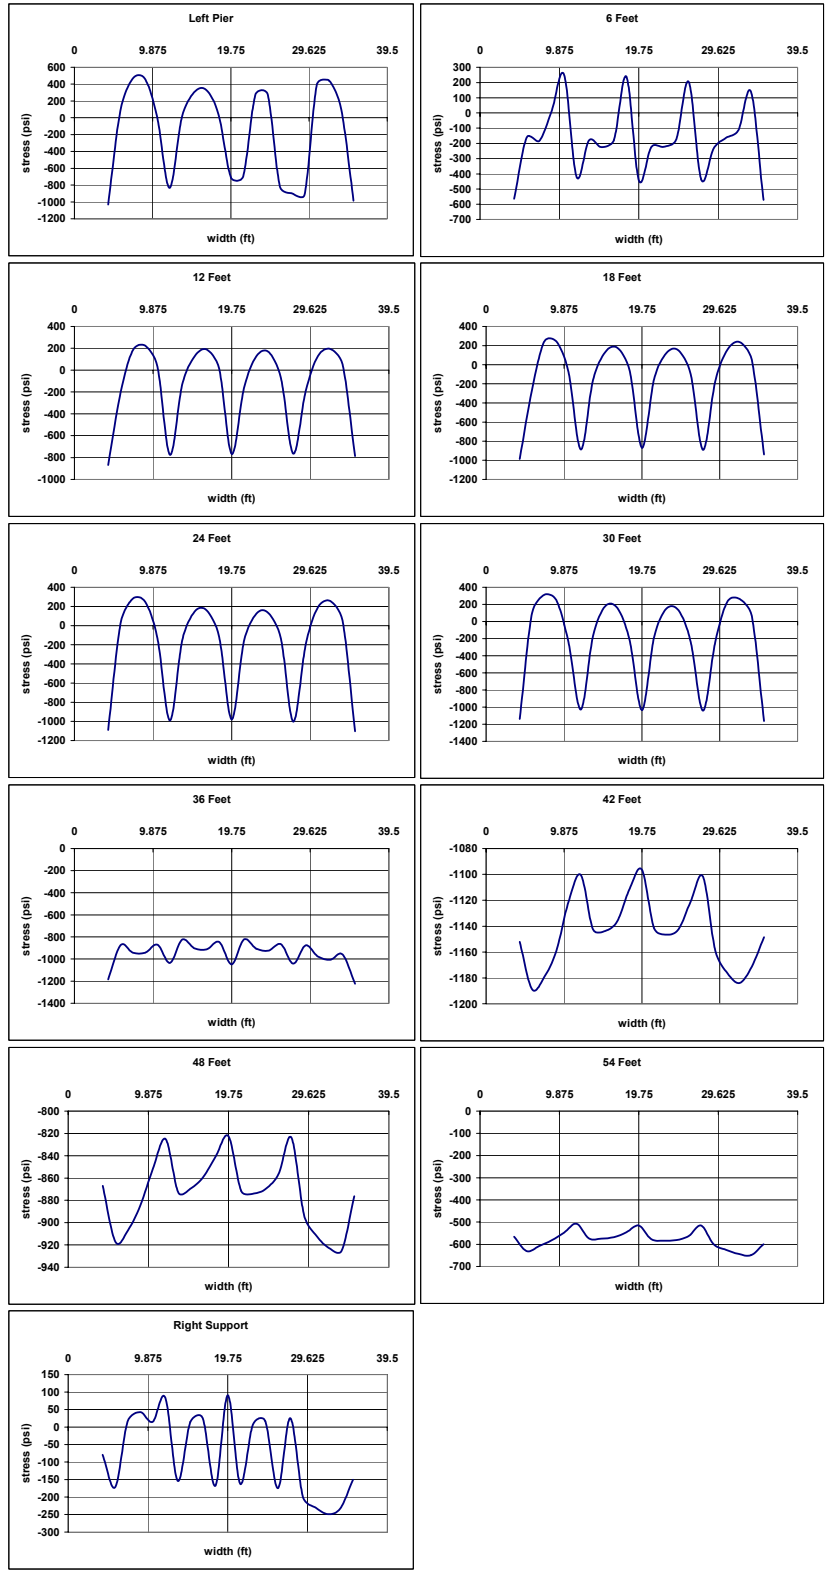 Left Pier
0 9.875 19.75 29.625 39.5
600
400
200
0
-200
-400
-600
-800
-1000
-1200
stress (psi)
width (ft)
6 Feet
0 9.875 19.75 29.625 39.5
300
200
100
0
-100
-200
-300
-400
-500
-600
-700
stress (psi)
width (ft)
12 Feet
0 9.875 19.75 29.625 39.5
400
200
0
-200
-400
-600
-800
-1000
stress (psi)
width (ft)
18 Feet
0 9.875 19.75 29.625 39.5
400
200
0
-200
-400
-600
-800
-1000
-1200
stress (psi)
width (ft)
24 Feet
0 9.875 19.75 29.625 39.5
400
200
0
-200
-400
-600
-800
-1000
-1200
stress (psi)
width (ft)
30 Feet
0 9.875 19.75 29.625 39.5
400
200
0
-200
-400
-600
-800
-1000
-1200
-1400
stress (psi)
width (ft)
36 Feet
0 9.875 19.75 29.625 39.5
0
-200
-400
-600
-800
-1000
-1200
-1400
stress (psi)
width (ft)
42 Feet
0 9.875 19.75 29.625 39.5
-1080
-1100
-1120
-1140
-1160
-1180
-1200
stress (psi)
width (ft)
48 Feet
0 9.875 19.75 29.625 39.5
-800
-820
-840
-860
-880
-900
-920
-940
stress (psi)
width (ft)
54 Feet
0 9.875 19.75 29.625 39.5
0
-100
-200
-300
-400
-500
-600
-700
stress (psi)
width (ft)
Right Support
0 9.875 19.75 29.625 39.5
150
100
50
0
-50
-100
-150
-200
-250
-300
stress (psi)
width (ft)